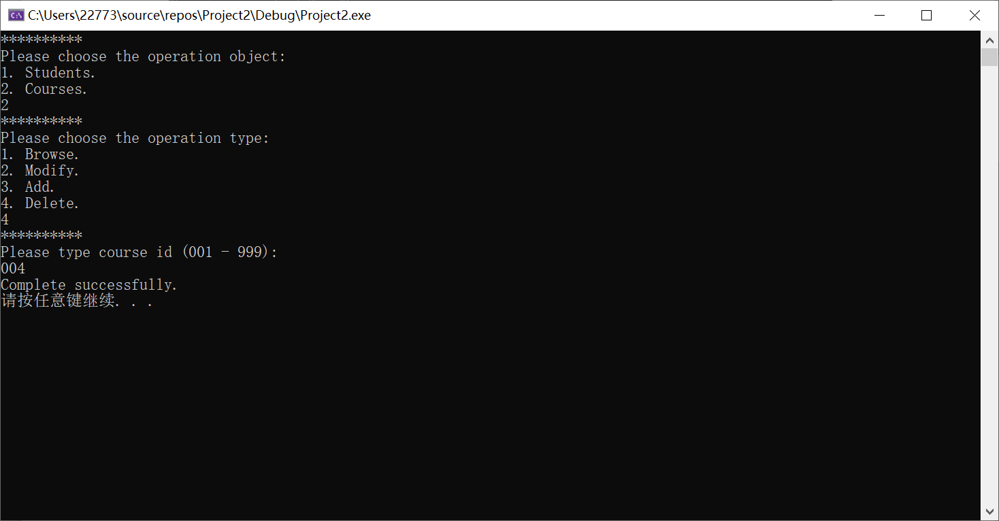 C:\Users\22773\source\repos\Project2\Debug\Project2.exe
**********
Please choose the operation object:
1. Students.
2. Courses.
2
**********
Please choose the operation type:
1. Browse.
2. Modify.
3. Add.
4. Delete.
4
**********
Please type course id (001 - 999):
004
Complete successfully.
请按任意键继续. . .